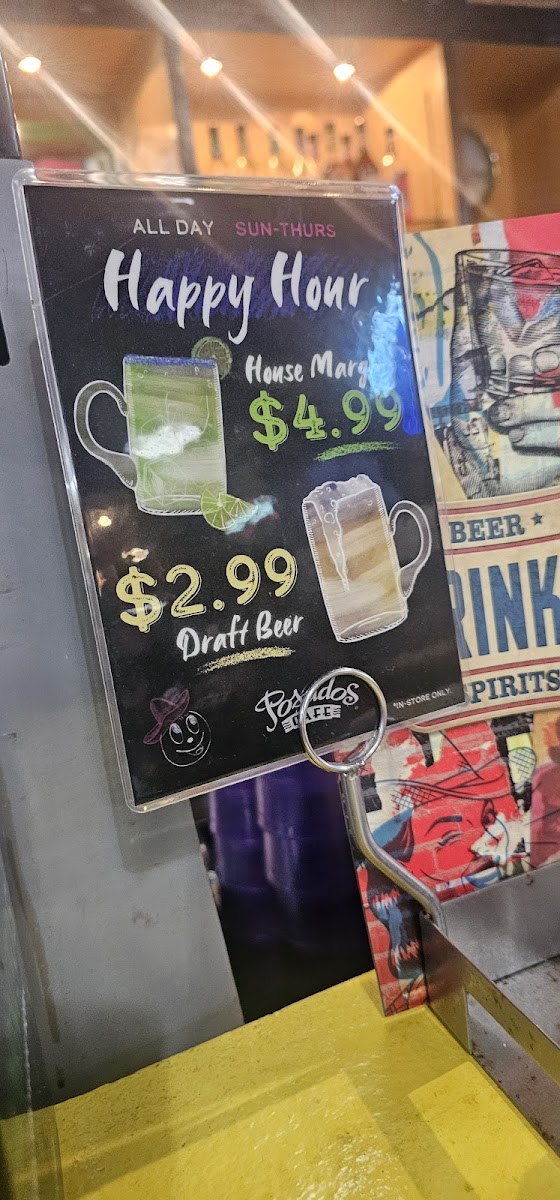 ALL DAY SUN-THURS
Happy Hour
House Marg
$4.99
$2.99
Draft Beer
Posados
CAFE
*IN-STORE ONLY.
BEER ★
RINK
SPIRITS